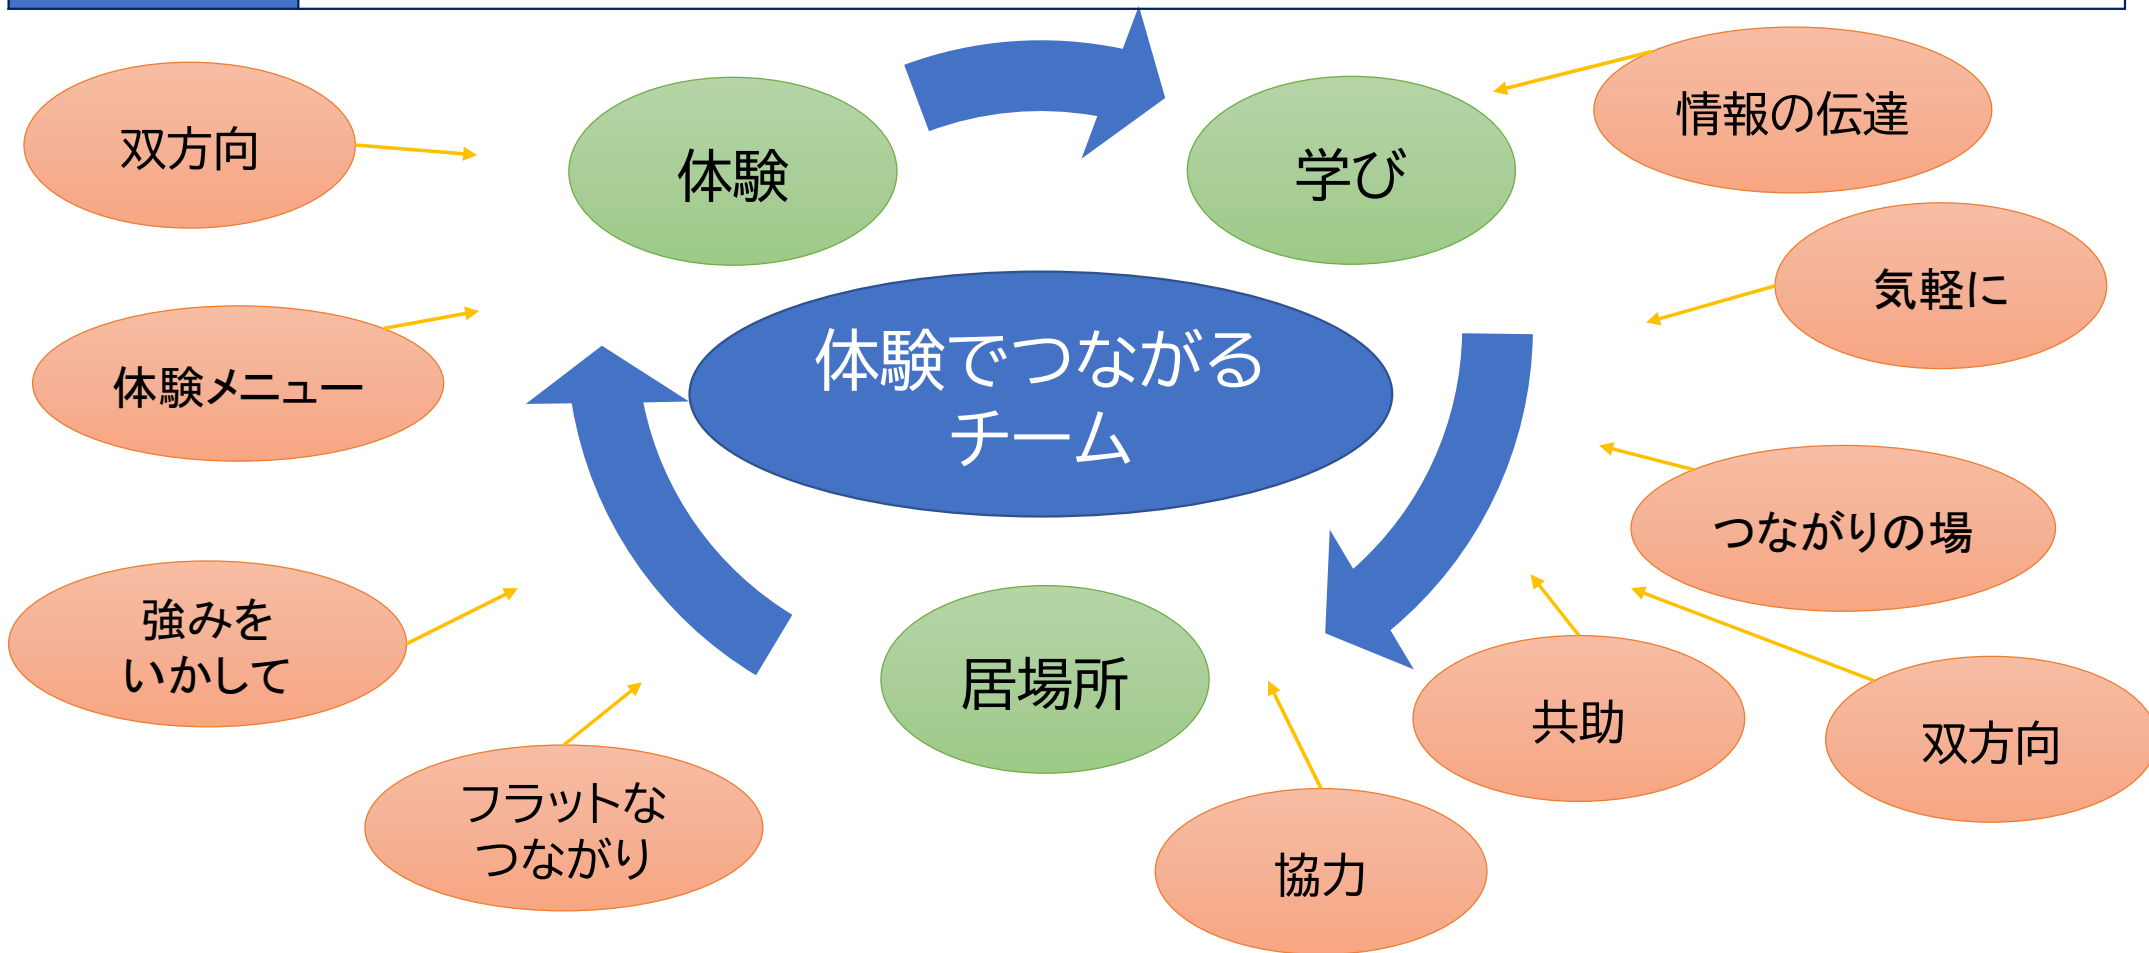 双方向
体験
学び
情報の伝達
気軽に
体験でつながる
チーム
体験メニュー
つながりの場
強みを
いかして
居場所
共助
双方向
フラットな
つながり
協力